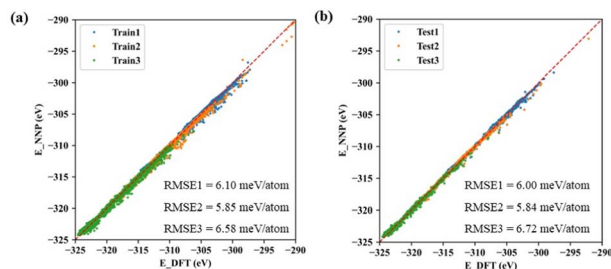 (a)
Train1
Train2
Train3
E_NNP (eV)
−290
−295
−300
−305
−310
−315
−320
−325
RMSE1 = 6.10 meV/atom
RMSE2 = 5.85 meV/atom
RMSE3 = 6.58 meV/atom
−325 −320 −315 −310 −305 −300 −295 −290
E_DFT (eV)
(b)
Test1
Test2
Test3
E_NNP (eV)
−290
−295
−300
−305
−310
−315
−320
−325
RMSE1 = 6.00 meV/atom
RMSE2 = 5.84 meV/atom
RMSE3 = 6.72 meV/atom
−325 −320 −315 −310 −305 −300 −295 −290
E_DFT (eV)